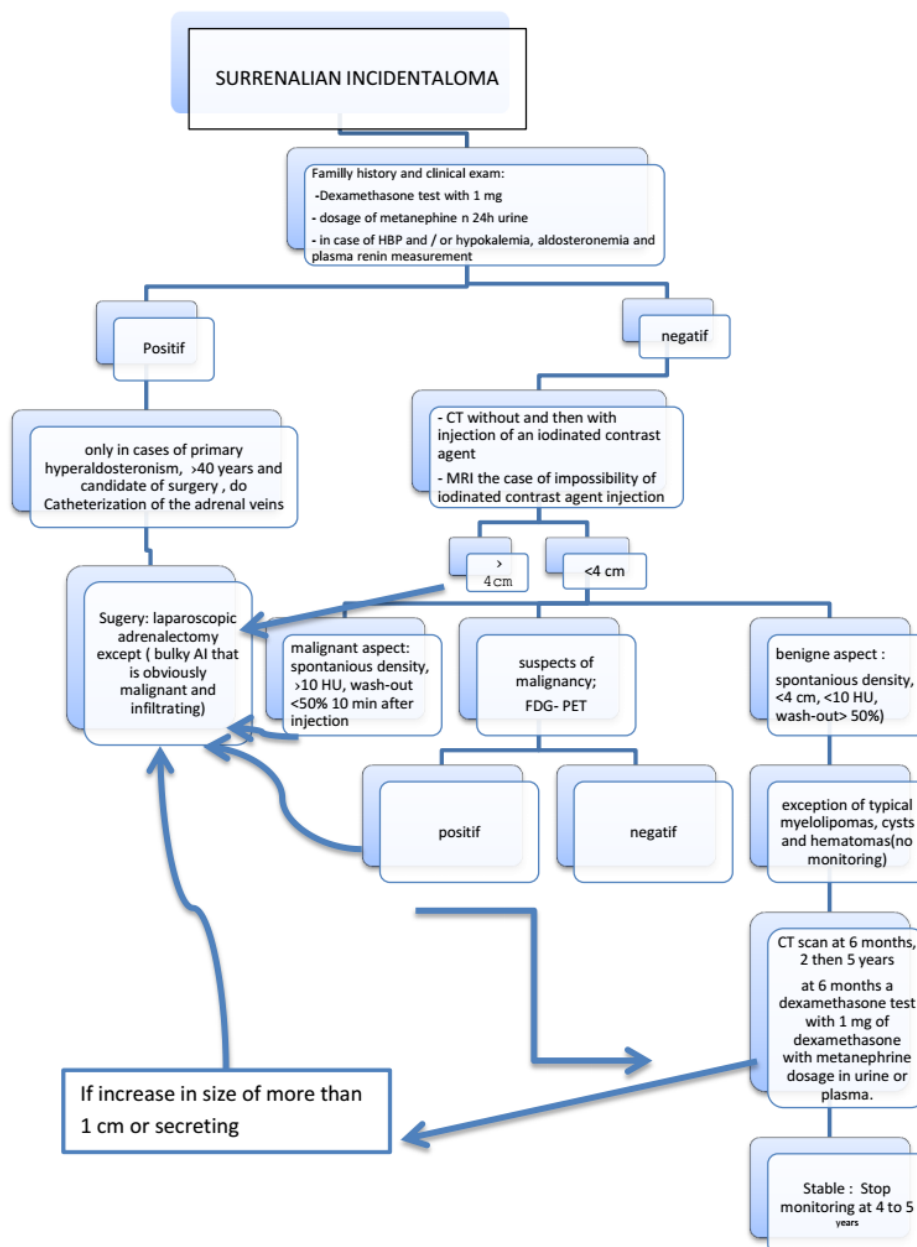 SURRENALIAN INCIDENTALOMA
Familly history and clinical exam:
-Dexamethasone test with 1 mg
- dosage of metanephine n 24h urine
- in case of HBP and / or hypokalemia, aldosteronemia and
plasma renin measurement
Positif
negatif
only in cases of primary
hyperaldosteronism, >40 years and
candidate of surgery , do
Catheterization of the adrenal veins
- CT without and then with
injection of an iodinated contrast
agent
- MRI the case of impossibility of
iodinated contrast agent injection
>
4cm
<4 cm
Sugery: laparoscopic
adrenalectomy
except ( bulky AI that
is obviously
malignant and
infiltrating)
malignant aspect:
spontanious density,
>10 HU, wash-out
<50% 10 min after
injection
suspects of
malignancy;
FDG- PET
benigne aspect :
spontanious density,
<4 cm, <10 HU,
wash-out> 50%)
positif
negatif
exception of typical
myelolipomas, cysts
and hematomas(no
monitoring)
CT scan at 6 months,
2 then 5 years
at 6 months a
dexamethasone test
with 1 mg of
dexamethasone
with metanephrine
dosage in urine or
plasma.
If increase in size of more than
1 cm or secreting
Stable : Stop
monitoring at 4 to 5
years